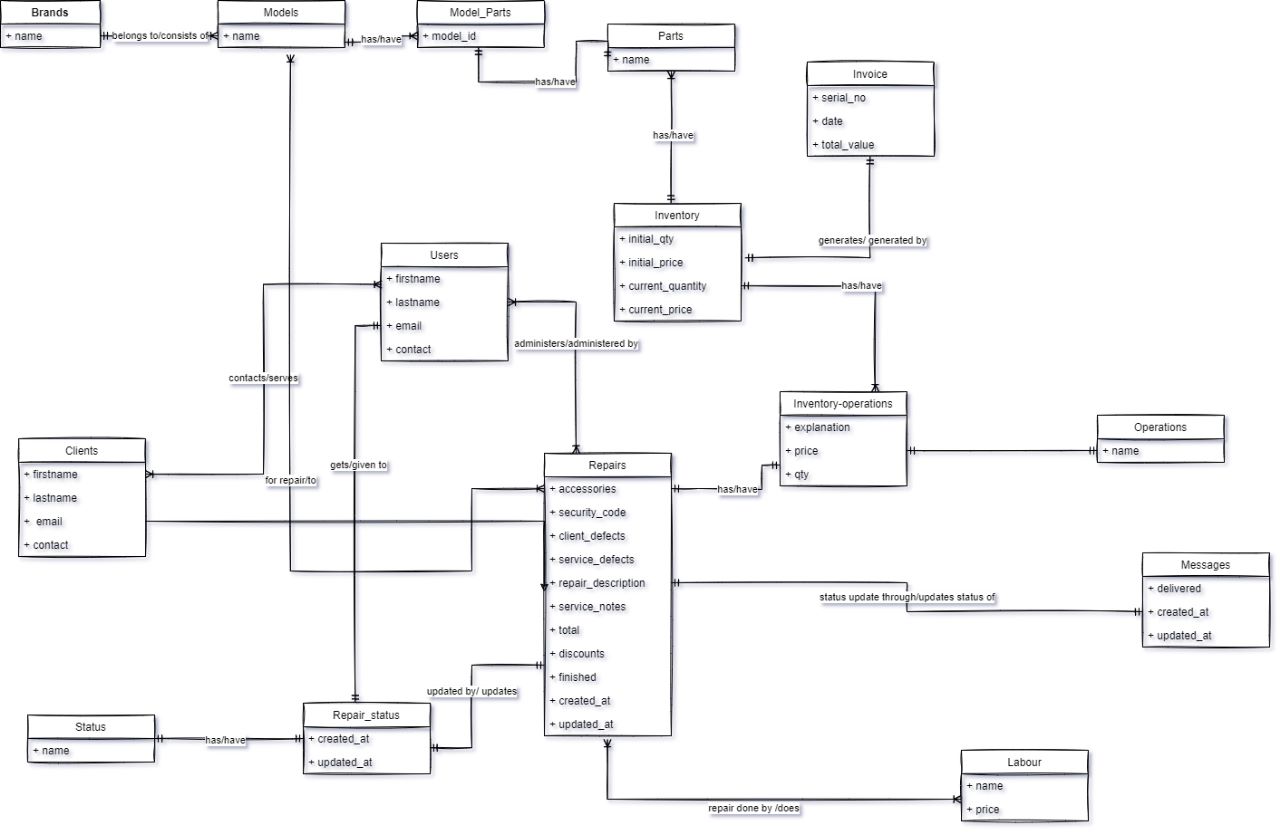 Brands
+ name
belongs to/consists of
Models
+ name
has/have
Model_Parts
+ model_id
has/have
Parts
+ name
has/have
Invoice
+ serial_no
+ date
+ total_value
generates/ generated by
Inventory
+ initial_qty
+ initial_price
+ current_quantity
+ current_price
has/have
Users
+ firstname
+ lastname
+ email
+ contact
administers/administered by
contacts/serves
Inventory-operations
+ explanation
+ price
+ qty
Operations
+ name
Clients
+ firstname
+ lastname
+ email
+ contact
gets/given to
for repair/to
Repairs
+ accessories
+ security_code
+ client_defects
+ service_defects
+ repair_description
+ service_notes
+ total
+ discounts
+ finished
+ created_at
+ updated_at
has/have
Messages
+ delivered
+ created_at
+ updated_at
status update through/updates status of
updated by/ updates
Repair_status
+ created_at
+ updated_at
Status
+ name
has/have
Labour
+ name
+ price
repair done by /does